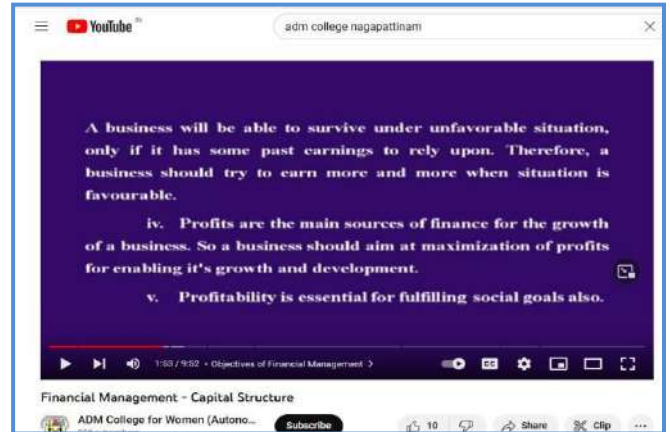 YouTube IN
adm college nagapattinam
A business will be able to survive under unfavorable situation,
only if it has some past earnings to rely upon. Therefore, a
business should try to earn more and more when situation is
favourable.
iv. Profits are the main sources of finance for the growth
of a business. So a business should aim at maximization of profits
for enabling it's growth and development.
v. Profitability is essential for fulfilling social goals also.
1:53 / 9:52 • Objectives of Financial Management >
Financial Management - Capital Structure
ADM College for Women (Autono...
Subscribe
10
Share
Clip